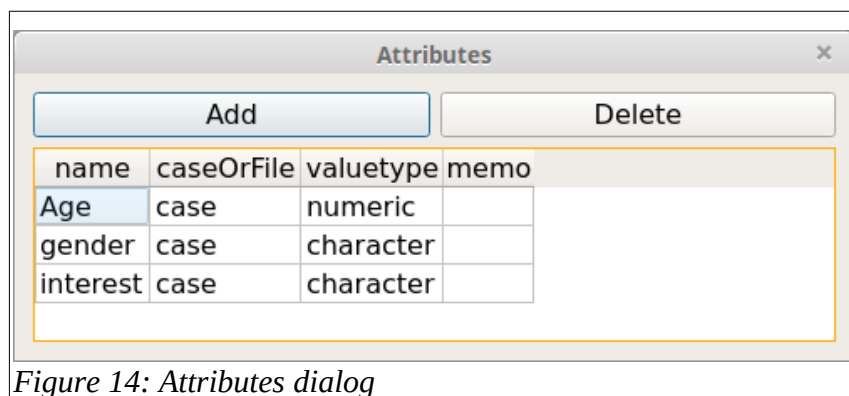 Attributes ×
Add Delete
name caseOrFile valuetype memo
Age case numeric
gender case character
interest case character
Figure 14: Attributes dialog